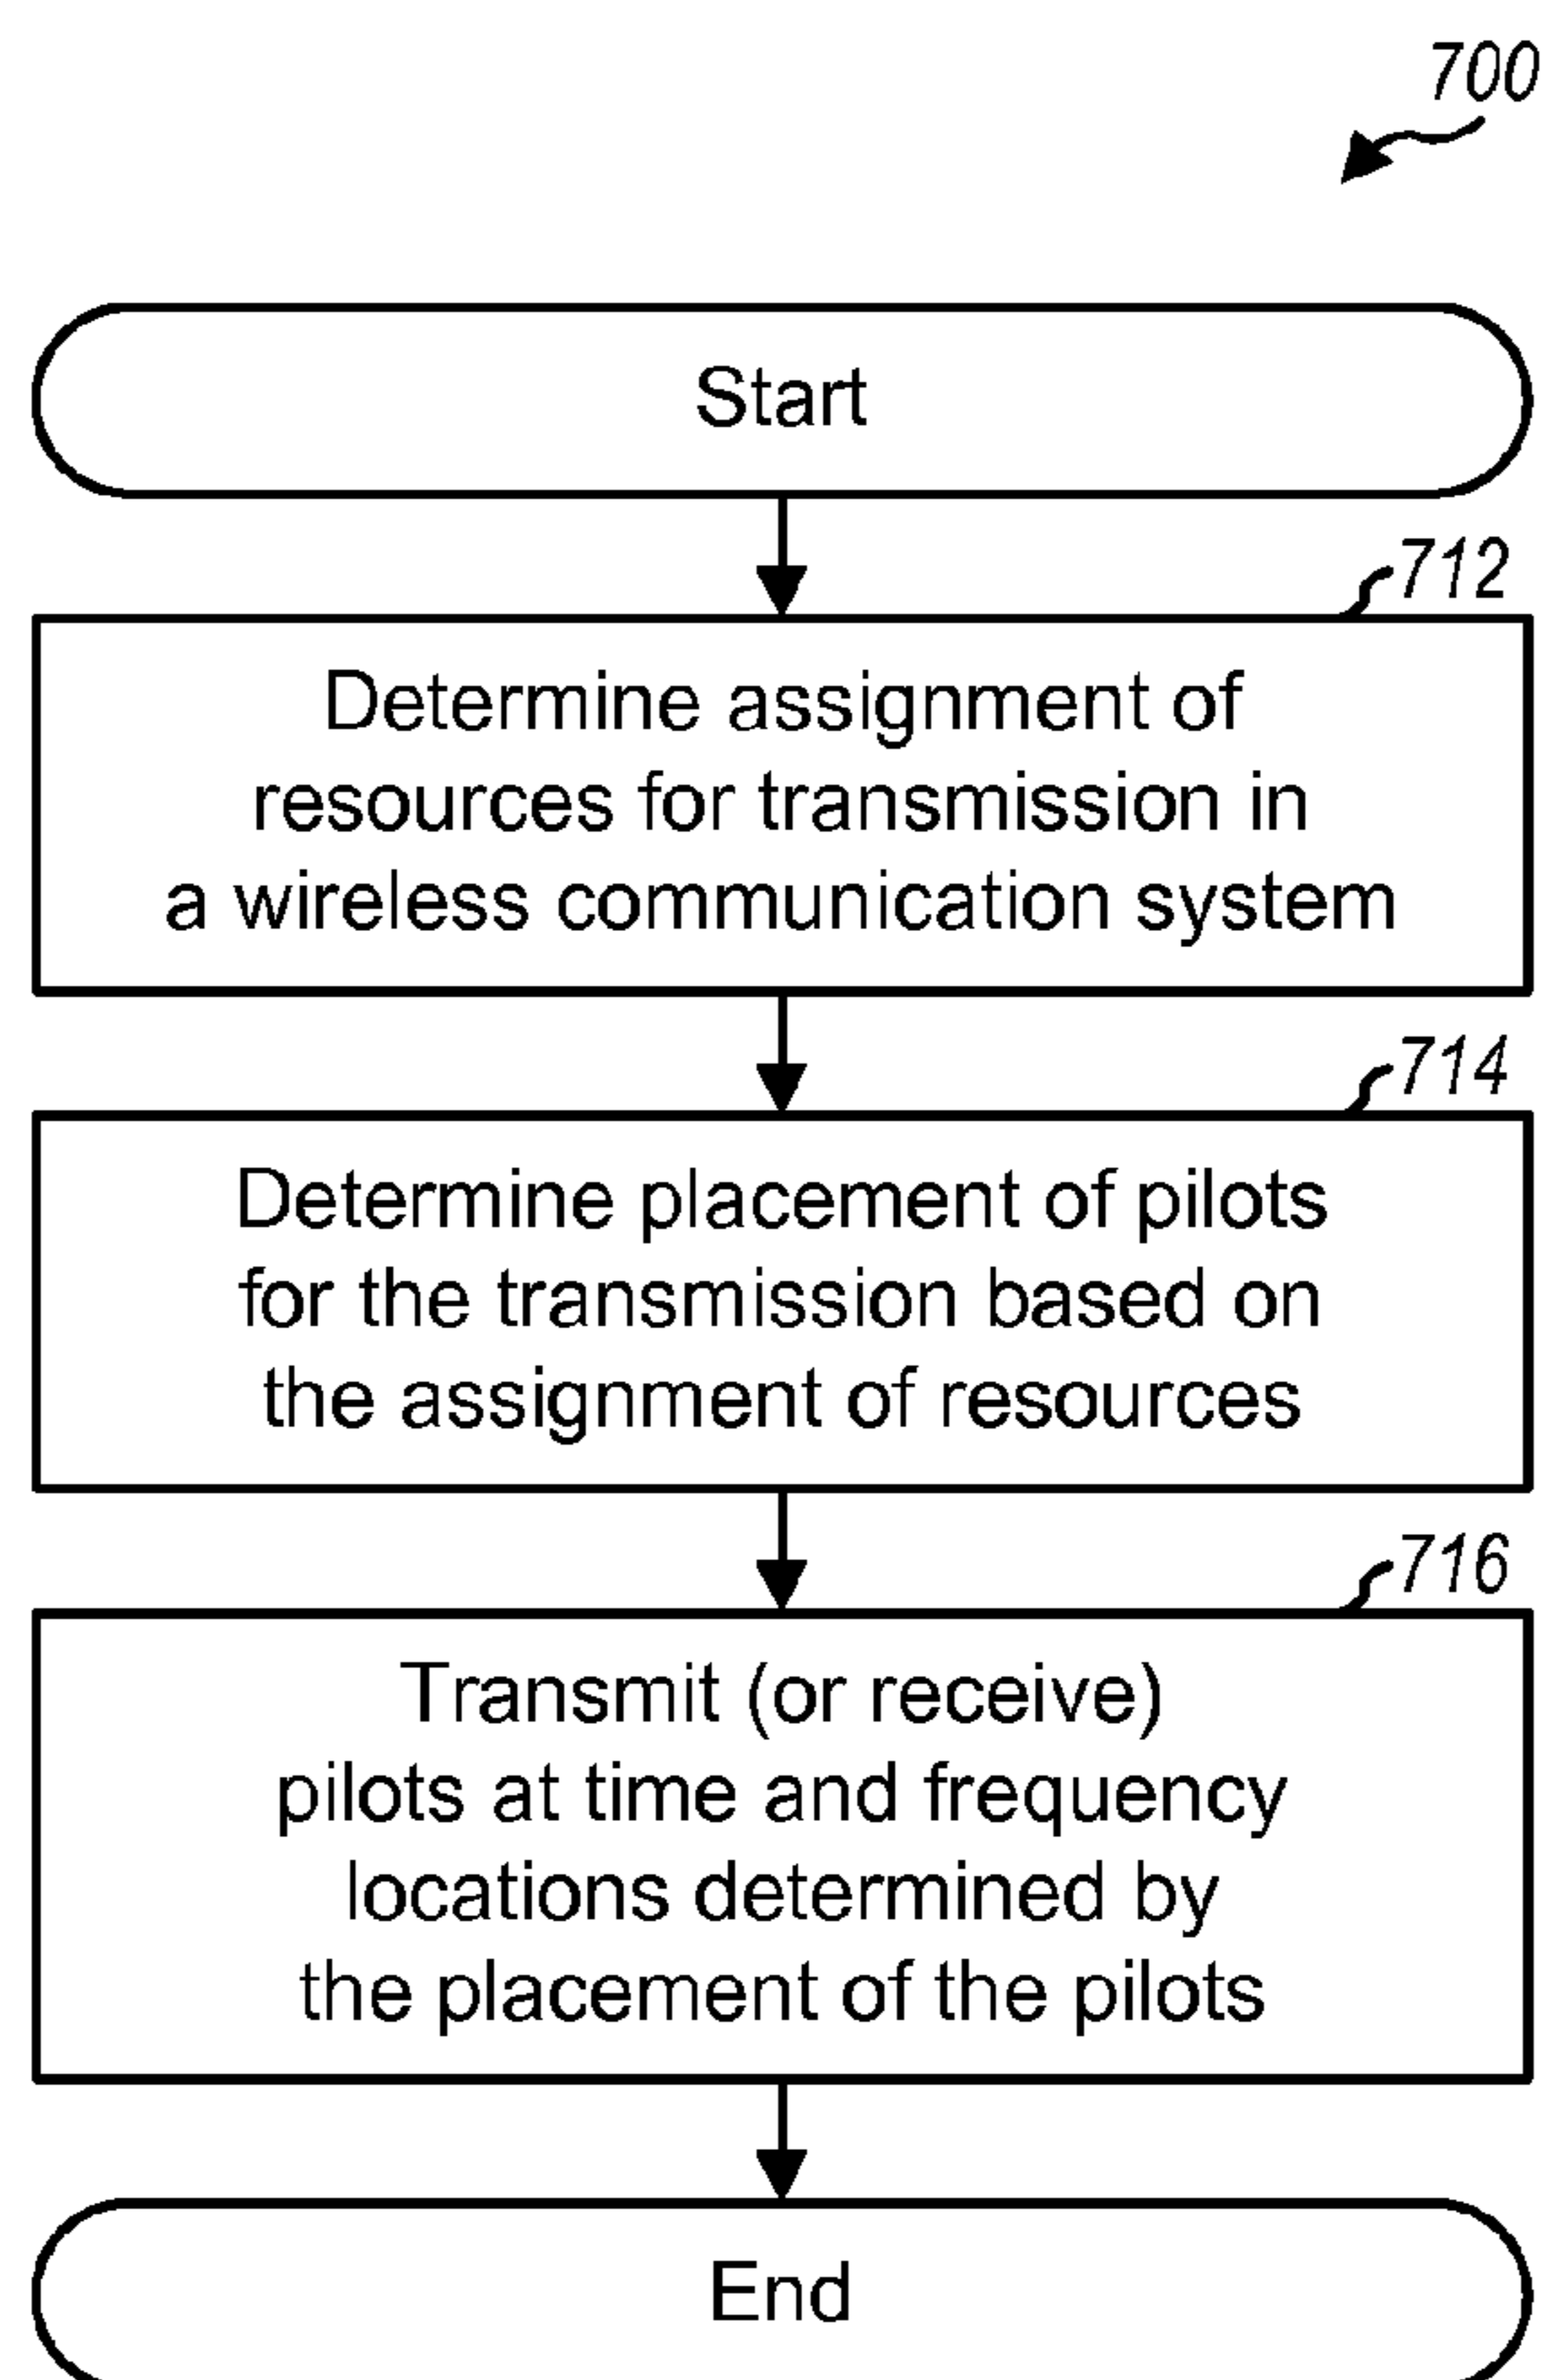 700
Start
712
Determine assignment of
resources for transmission in
a wireless communication system
714
Determine placement of pilots
for the transmission based on
the assignment of resources
716
Transmit (or receive)
pilots at time and frequency
locations determined by
the placement of the pilots
End